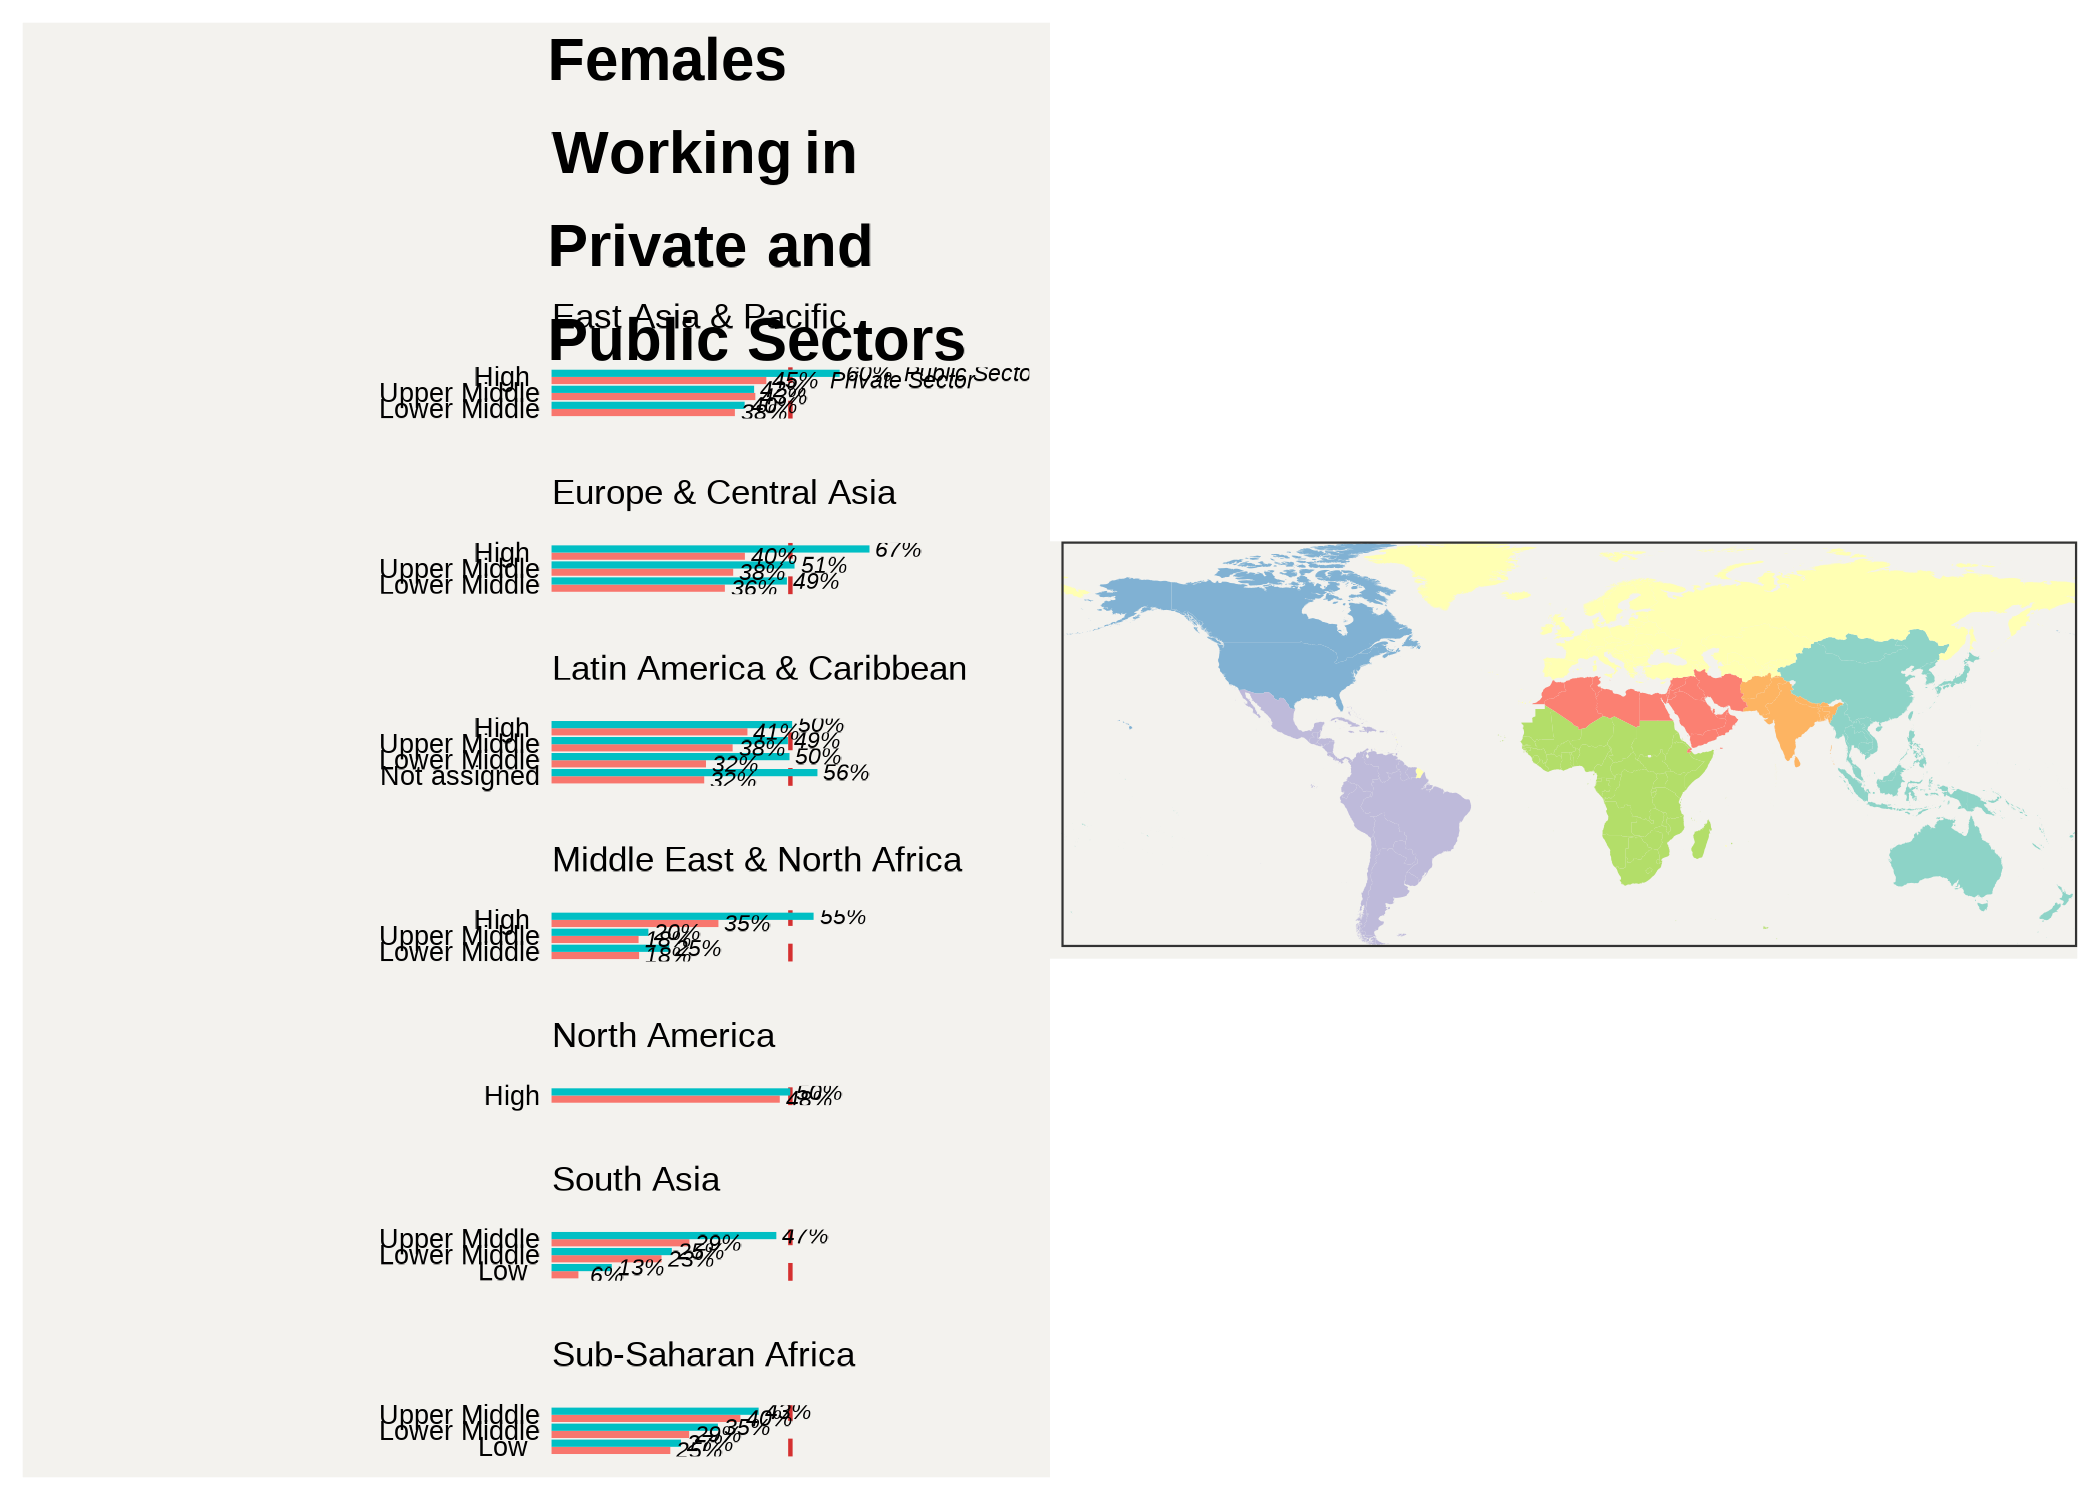 Females
Working in
Private and
Public Sectors
East Asia & Pacific
High 60% Public Secto
45% Private Sector
Upper Middle 42%
43%
Lower Middle 40%
38%
Europe & Central Asia
High 67%
40%
Upper Middle 51%
38%
Lower Middle 49%
36%
Latin America & Caribbean
High 50%
41%
Upper Middle 49%
38%
Lower Middle 50%
32%
Not assigned 56%
32%
Middle East & North Africa
High 55%
35%
Upper Middle 20%
18%
Lower Middle 25%
18%
North America
High 50%
48%
South Asia
Upper Middle 47%
29%
Lower Middle 25%
23%
Low 13%
6%
Sub-Saharan Africa
Upper Middle 43%
40%
Lower Middle 35%
29%
Low 27%
25%